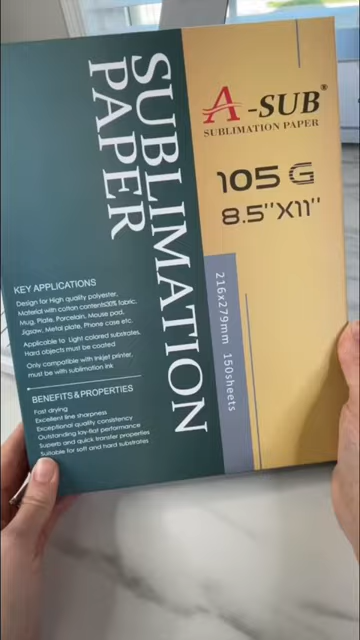 SUBLIMATION
PAPER
A-SUB®
SUBLIMATION PAPER
105 G
8.5"X11"
216x279mm 150sheets
KEY APPLICATIONS
Design for High quality polyester,
Material with cotton content≤30% fabric,
Mug, Plate, Porcelain, Mouse pad,
Jigsaw, Metal plate, Phone case etc.
Applicable to Light colored substrates,
Hard objects must be coated
Only compatible with Inkjet printer,
must be with sublimation ink
BENEFITS&PROPERTIES
Fast drying
Excellent line sharpness
Exceptional quality consistency
Outstanding lay-flat performance
Superb and quick transfer properties
Suitable for soft and hard substrates